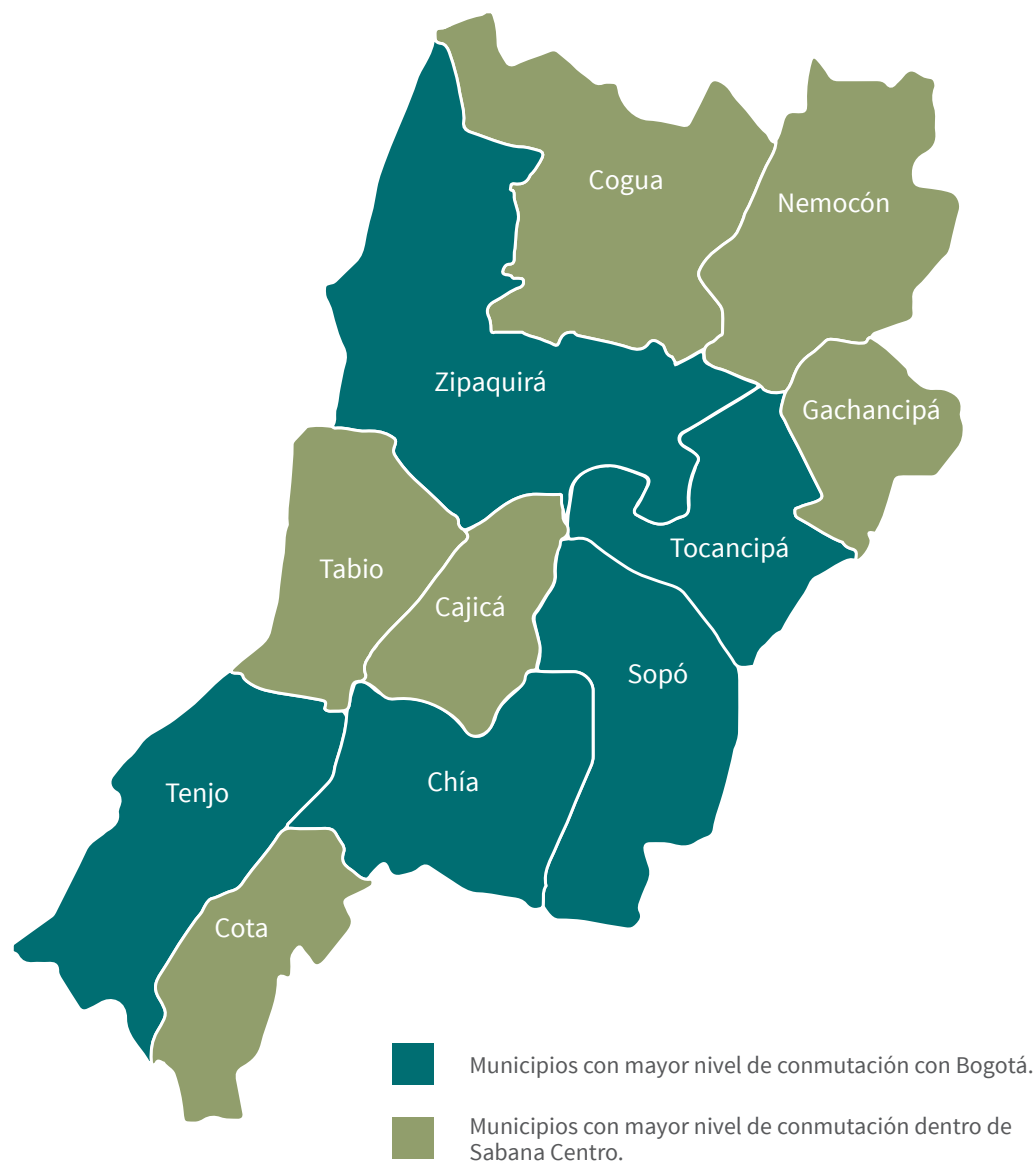 Cogua
Nemocón
Zipaquirá
Gachancipá
Tocancipá
Tabio
Cajicá
Sopó
Chía
Tenjo
Cota
Municipios con mayor nivel de conmutación con Bogotá.
Municipios con mayor nivel de conmutación dentro de
Sabana Centro.